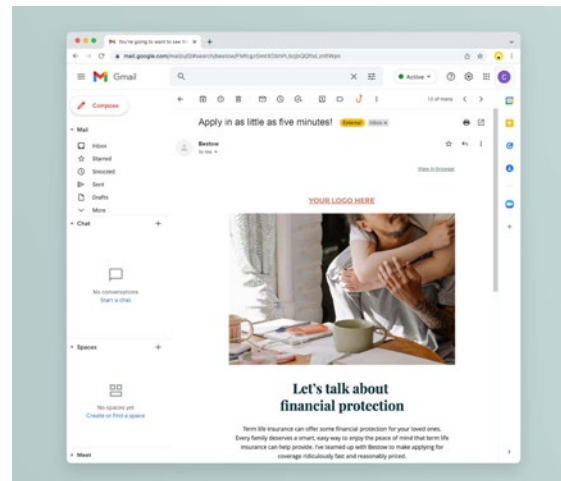 You're going to want to see th
mail.google.com
Gmail
Active
Compose
Apply in as little as five minutes!
External
Inbox ×
10 of many
Mail
Inbox
Starred
Snoozed
Sent
Drafts
More
Bestow
to me
View in browser
YOUR LOGO HERE
Chat
No conversations
Start a chat
Spaces
No spaces yet
Create or find a space
Meet
Let's talk about
financial protection
Term life insurance can offer some financial protection for your loved ones.
Every family deserves a smart, easy way to enjoy the peace of mind that term life
insurance can help provide. I've teamed up with Bestow to make applying for
coverage ridiculously fast and reasonably priced.